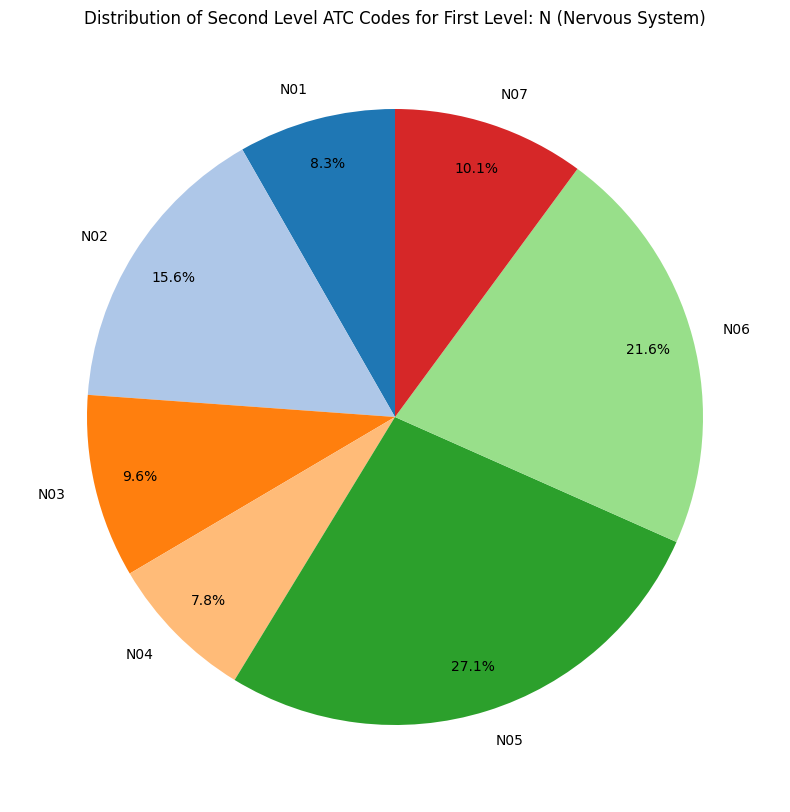 Distribution of Second Level ATC Codes for First Level: N (Nervous System)
N01
8.3%
N02
15.6%
N03
9.6%
N04
7.8%
N05
27.1%
N06
21.6%
N07
10.1%